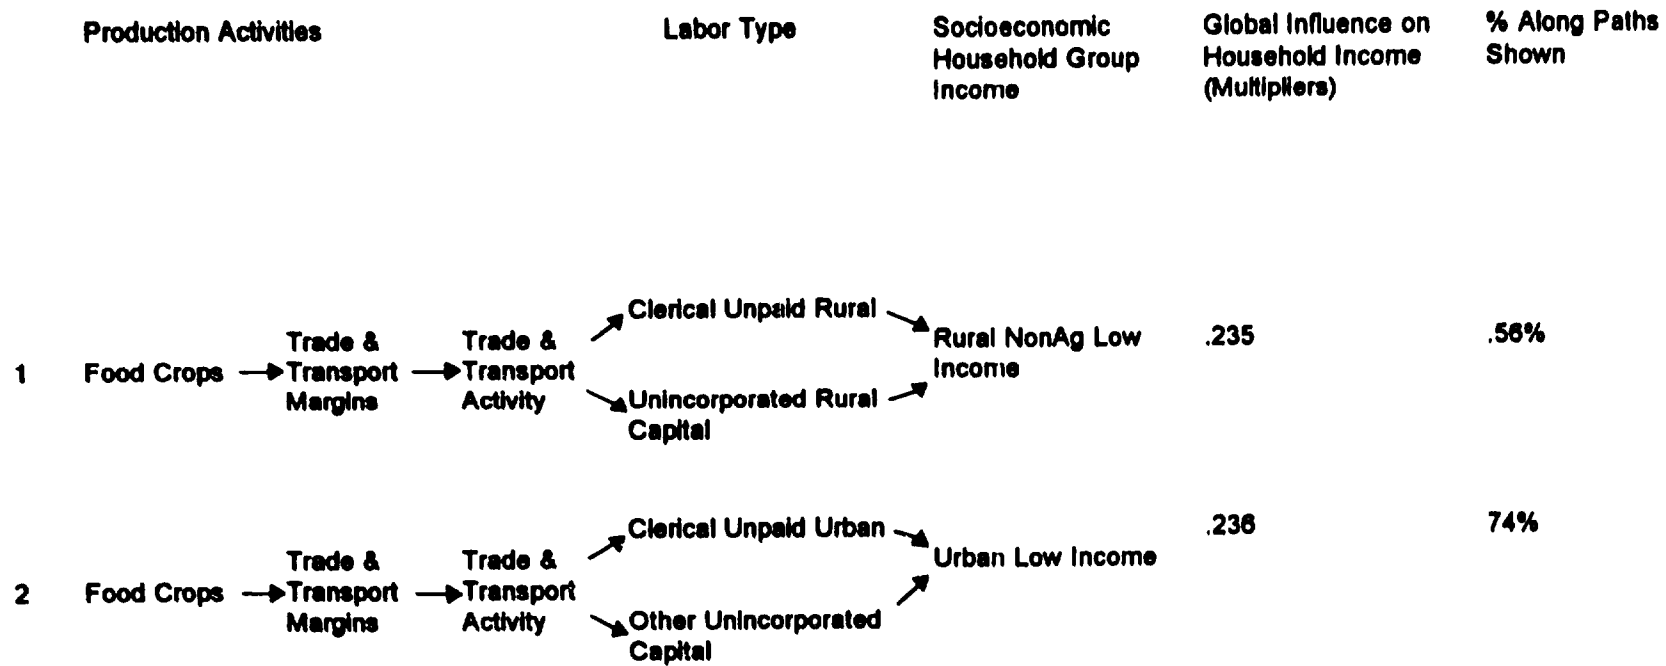 Production Activities
Labor Type
Socioeconomic
Household Group
Income
Global Influence on
Household Income
(Multipliers)
% Along Paths
Shown
1
Food Crops
Trade &
Transport
Margins
Trade &
Transport
Activity
Clerical Unpaid Rural
Unincorporated Rural
Capital
Rural NonAg Low
Income
.235
.56%
2
Food Crops
Trade &
Transport
Margins
Trade &
Transport
Activity
Clerical Unpaid Urban
Other Unincorporated
Capital
Urban Low Income
.236
74%